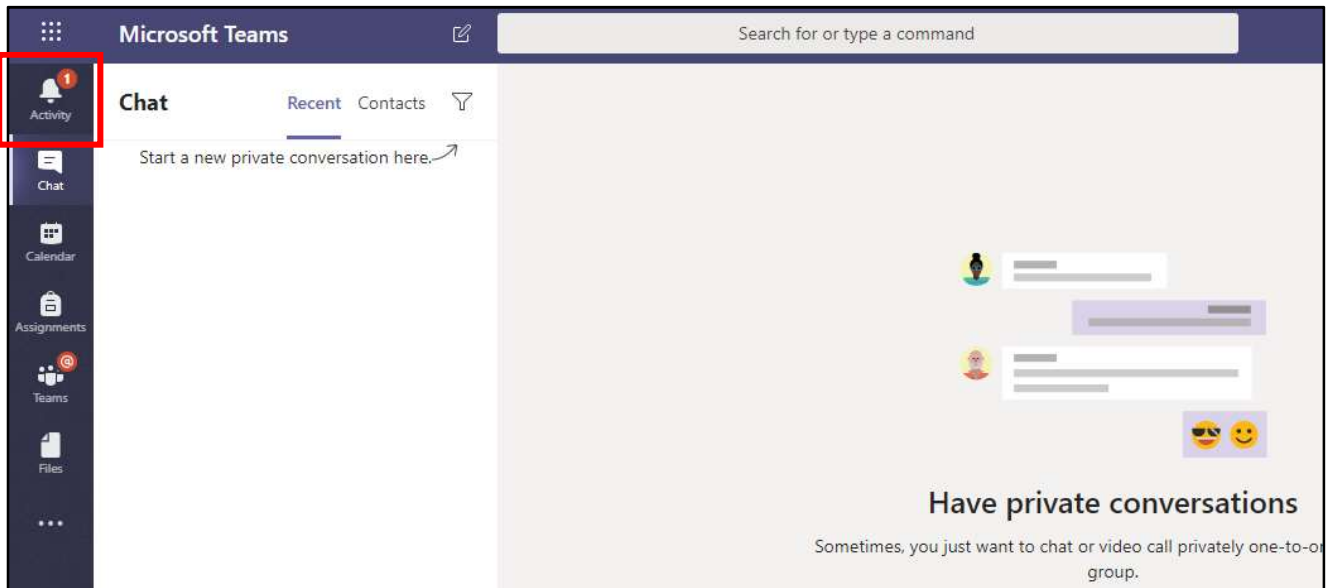 Microsoft Teams
Search for or type a command
1
Activity
Chat
Recent Contacts
Start a new private conversation here.
Chat
Calendar
Assignments
@
Teams
Files
Have private conversations
Sometimes, you just want to chat or video call privately one-to-o
group.